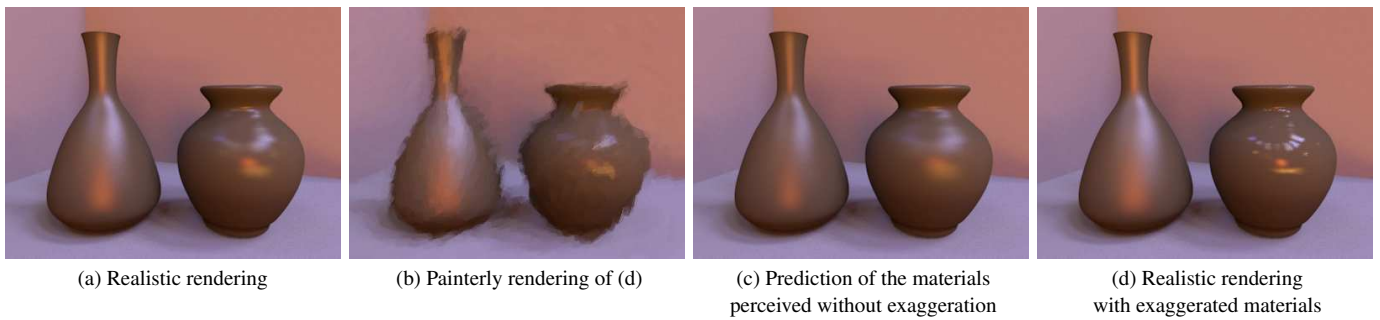 (a) Realistic rendering
(b) Painterly rendering of (d)
(c) Prediction of the materials
perceived without exaggeration
(d) Realistic rendering
with exaggerated materials